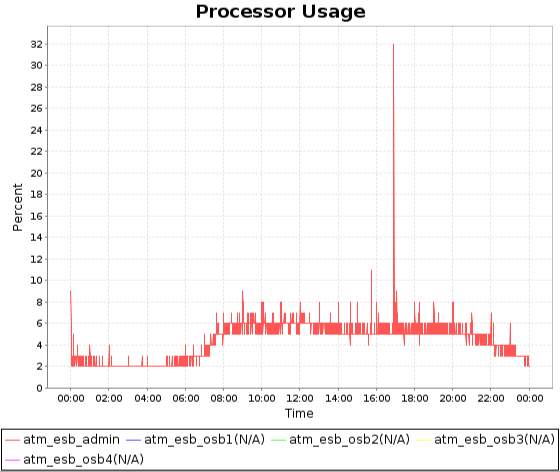 Processor Usage
32
30
28
26
24
22
20
18
16
14
12
10
8
6
4
2
0
Percent
00:00 02:00 04:00 06:00 08:00 10:00 12:00 14:00 16:00 18:00 20:00 22:00 00:00
Time
atm_esb_admin atm_esb_osb1(N/A) atm_esb_osb2(N/A) atm_esb_osb3(N/A)
atm_esb_osb4(N/A)